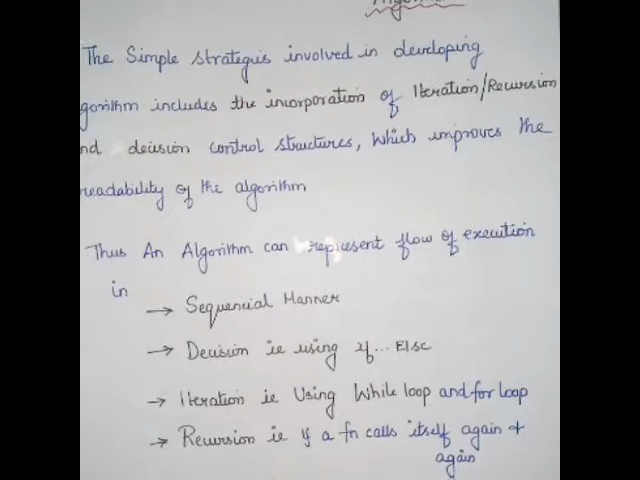 The Simple strategis involved in developing
gorithm includes the incorporation of Iteration/Recursion
nd decision control structures, which improves the
readability of the algorithm
Thus An Algorithm can represent flow of execution
in
→ Sequencial Manner
→ Decision ie using if... Else
→ Iteration ie Using While loop and for loop
→ Recursion ie if a fn calls itself again +
again